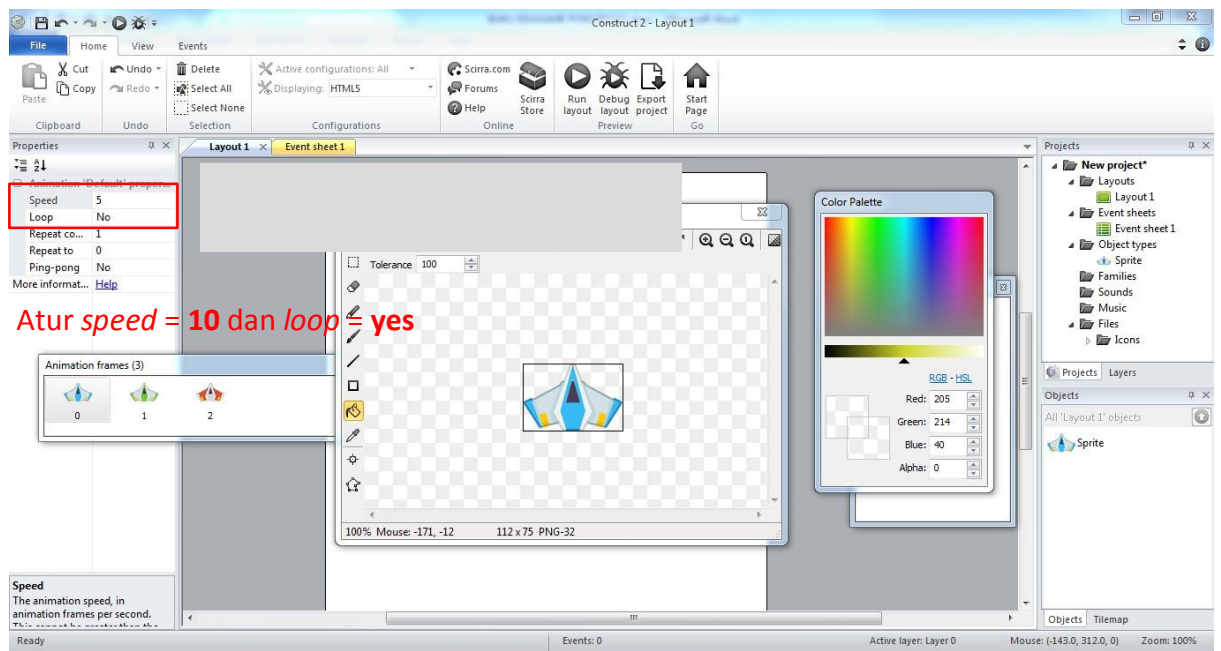 Construct 2 - Layout 1
File Home View Events
Cut
Copy
Paste
Clipboard
Undo
Redo
Undo
Delete
Select All
Select None
Selection
Active configurations: All
Displaying: HTML5
Configurations
Scirra.com
Forums
Help
Scirra Store
Online
Run layout
Debug layout
Export project
Preview
Start Page
Go
Properties
Layout 1
Event sheet 1
Animation 'Default' proper...
Speed 5
Loop No
Repeat co... 1
Repeat to 0
Ping-pong No
More informat... Help
Atur speed = 10 dan loop = yes
Animation frames (3)
0 1 2
Tolerance 100
100% Mouse: -171, -12 112 x 75 PNG-32
Color Palette
RGB - HSL
Red: 205
Green: 214
Blue: 40
Alpha: 0
Projects
New project*
Layouts
Layout 1
Event sheets
Event sheet 1
Object types
Sprite
Families
Sounds
Music
Files
Icons
Projects Layers
Objects
All 'Layout 1' objects
Sprite
Objects Tilemap
Speed
The animation speed, in
animation frames per second.
Ready Events: 0 Active layer: Layer 0 Mouse: (-143.0, 312.0, 0) Zoom: 100%